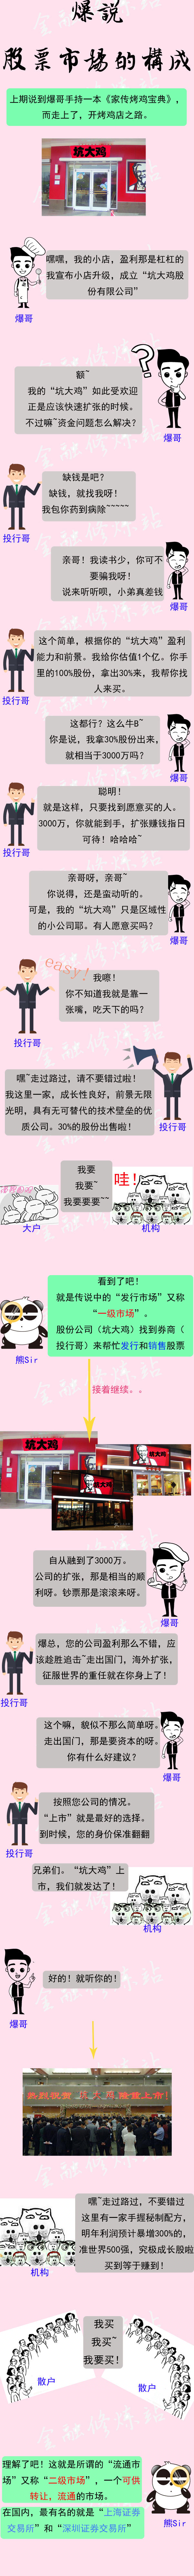 爆説
股票市场的構成
上期说到爆哥手持一本《家传烤鸡宝典》，
而走上了，开烤鸡店之路。
坑大鸡
嘿嘿，我的小店，盈利那是杠杠的
我宣布小店升级，成立“坑大鸡股
份有限公司”
爆哥
额~
我的“坑大鸡”如此受欢迎
正是应该快速扩张的时候。
不过嘛~资金问题怎么解决？
爆哥
缺钱是吧？
缺钱，就找我呀！
我包你药到病除~~~~~
投行哥
亲哥！我读书少，你可不
要骗我呀！
说来听听呗，小弟真差钱
爆哥
这个简单，根据你的“坑大鸡”盈利
能力和前景。我给你估值1个亿。你手
里的100%股份，拿出30%来，我帮你找
人来买。
投行哥
这都行？这么牛B~
你是说，我拿30%股份出来，
就相当于3000万吗？
爆哥
聪明！
就是这样，只要找到愿意买的人。
3000万，你就能到手，扩张赚钱指日
可待！哈哈哈~
投行哥
亲哥呀，亲哥~
你说得，还是蛮动听的。
可是，我的“坑大鸡”只是区域性
的小公司耶。有人愿意买吗？
爆哥
easy！
我嚓！
你不知道我就是靠一
张嘴，吃天下的吗？
投行哥
嘿~走过路过，请不要错过啦！
我这里一家，成长性良好，前景无限
光明，具有无可替代的技术壁垒的优
质公司。30%的股份出售啦！
投行哥
我要
我要~
我要要要~~
大户
哇！
机构
看到了吧！
就是传说中的“发行市场”又称
“一级市场”。
股份公司（坑大鸡）找到券商（
投行哥）来帮忙发行和销售股票
熊Sir
接着继续。。
坑大鸡
坑大鸡
坑大鸡
自从融到了3000万。
公司的扩张，那是相当的顺
利呀。钞票那是滚滚来呀。
爆哥
爆总，您的公司盈利那么不错，应
该趁胜追击~走出国门，海外扩张，
征服世界的重任就在你身上了！
投行哥
这个嘛，貌似不那么简单呀。
走出国门，那是要资本的呀。
你有什么好建议？
爆哥
按照您公司的情况。
“上市”就是最好的选择。
到时候，您的身价保准翻翻
投行哥
兄弟们。“坑大鸡”上
市，我们就发达了！
机构
好的！就听你的！
爆哥
嘿~走过路过，不要错过
这里有一家手握秘制配方，
明年利润预计暴增300%的，
准世界500强，究极成长股啦
买到等于赚到！
机构
我买
我买~
我要买！
散户
散户
理解了吧！这就是所谓的“流通市
场”又称“二级市场”，一个可供
转让，流通的市场。
在国内，最有名的就是“上海证券
交易所”和“深圳证券交易所”
熊Sir